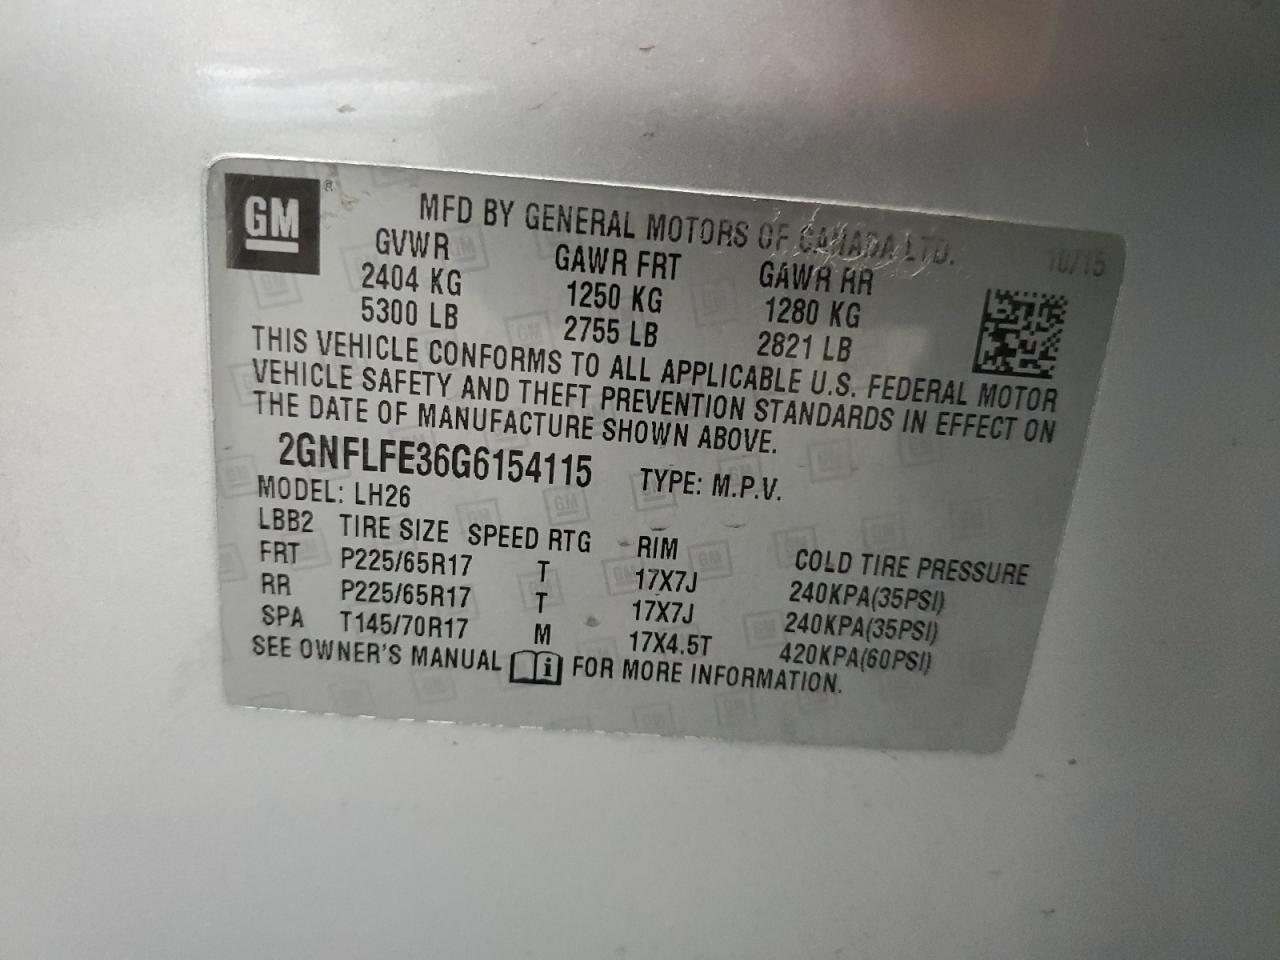 GM ®
MFD BY GENERAL MOTORS OF CANADA LTD. 10/15
GVWR GAWR FRT GAWR RR
2404 KG 1250 KG 1280 KG
5300 LB 2755 LB 2821 LB
THIS VEHICLE CONFORMS TO ALL APPLICABLE U.S. FEDERAL MOTOR
VEHICLE SAFETY AND THEFT PREVENTION STANDARDS IN EFFECT ON
THE DATE OF MANUFACTURE SHOWN ABOVE.
2GNFLFE36G6154115 TYPE: M.P.V.
MODEL: LH26
LBB2 TIRE SIZE SPEED RTG RIM COLD TIRE PRESSURE
FRT P225/65R17 T 17X7J 240KPA(35PSI)
RR P225/65R17 T 17X7J 240KPA(35PSI)
SPA T145/70R17 M 17X4.5T 420KPA(60PSI)
SEE OWNER'S MANUAL i FOR MORE INFORMATION.